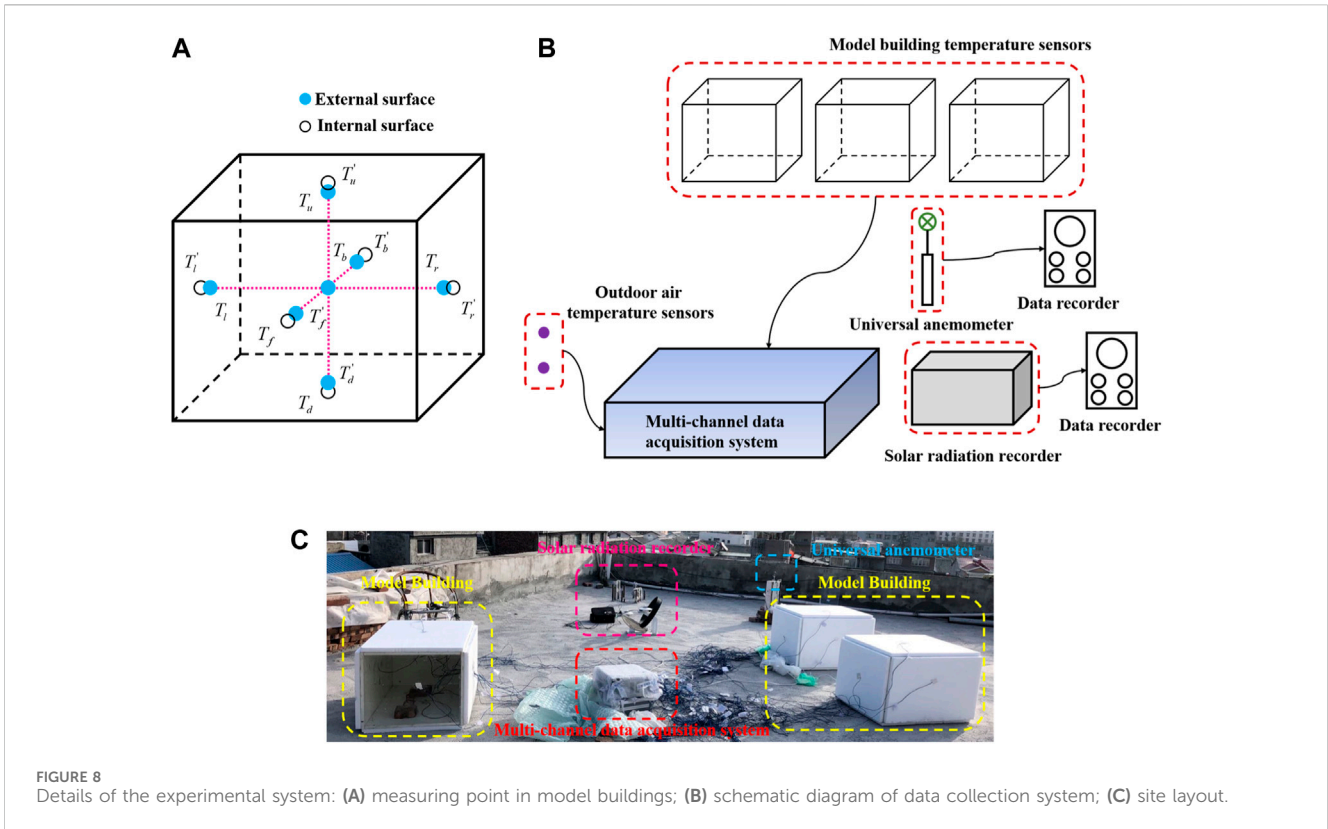 A
External surface
Internal surface
T'u
Tu
Tb
T'b
T'l
Tl
Tr
T'r
Tf
T'f
T'd
Td
B
Model building temperature sensors
Outdoor air
temperature sensors
Universal anemometer
Data recorder
Multi-channel data
acquisition system
Solar radiation recorder
Data recorder
C
Solar radiation recorder
Universal anemometer
Model Building
Model Building
Multi-channel data acquisition system
FIGURE 8
Details of the experimental system: (A) measuring point in model buildings; (B) schematic diagram of data collection system; (C) site layout.